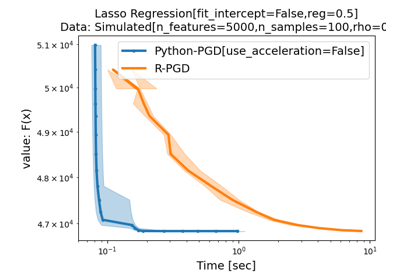 Lasso Regression[fit_intercept=False,reg=0.5]
Data: Simulated[n_features=5000,n_samples=100,rho=0
Python-PGD[use_acceleration=False]
R-PGD
value: F(x)
5.1 × 10⁴
5 × 10⁴
4.9 × 10⁴
4.8 × 10⁴
4.7 × 10⁴
10⁻¹
10⁰
10¹
Time [sec]